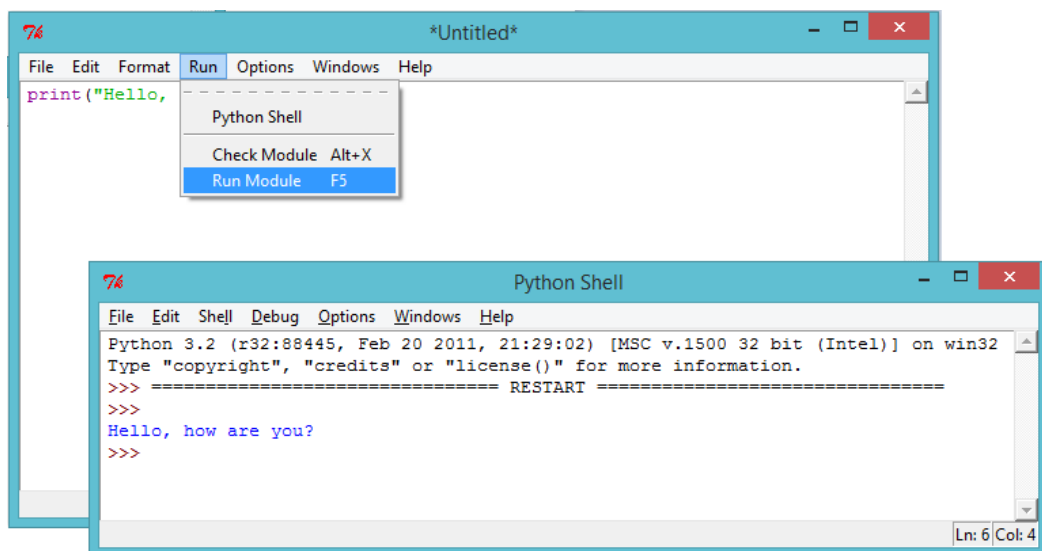 *Untitled*
File Edit Format Run Options Windows Help
print("Hello,
Python Shell
Check Module Alt+X
Run Module F5
Python Shell
File Edit Shell Debug Options Windows Help
Python 3.2 (r32:88445, Feb 20 2011, 21:29:02) [MSC v.1500 32 bit (Intel)] on win32
Type "copyright", "credits" or "license()" for more information.
>>> ================================ RESTART ================================
>>>
Hello, how are you?
>>>
Ln: 6 Col: 4